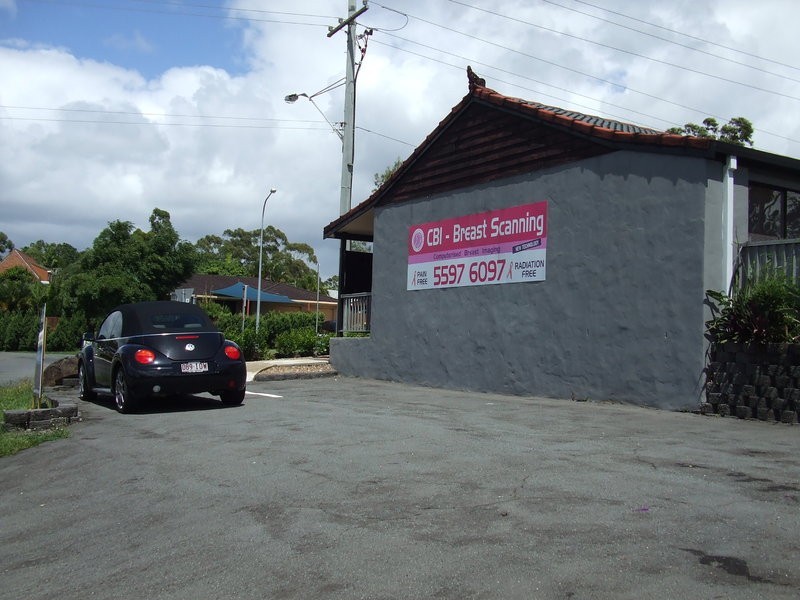 CBI - Breast Scanning
Computerised Breast Imaging
NEW TECHNOLOGY
PAIN FREE
5597 6097
RADIATION FREE